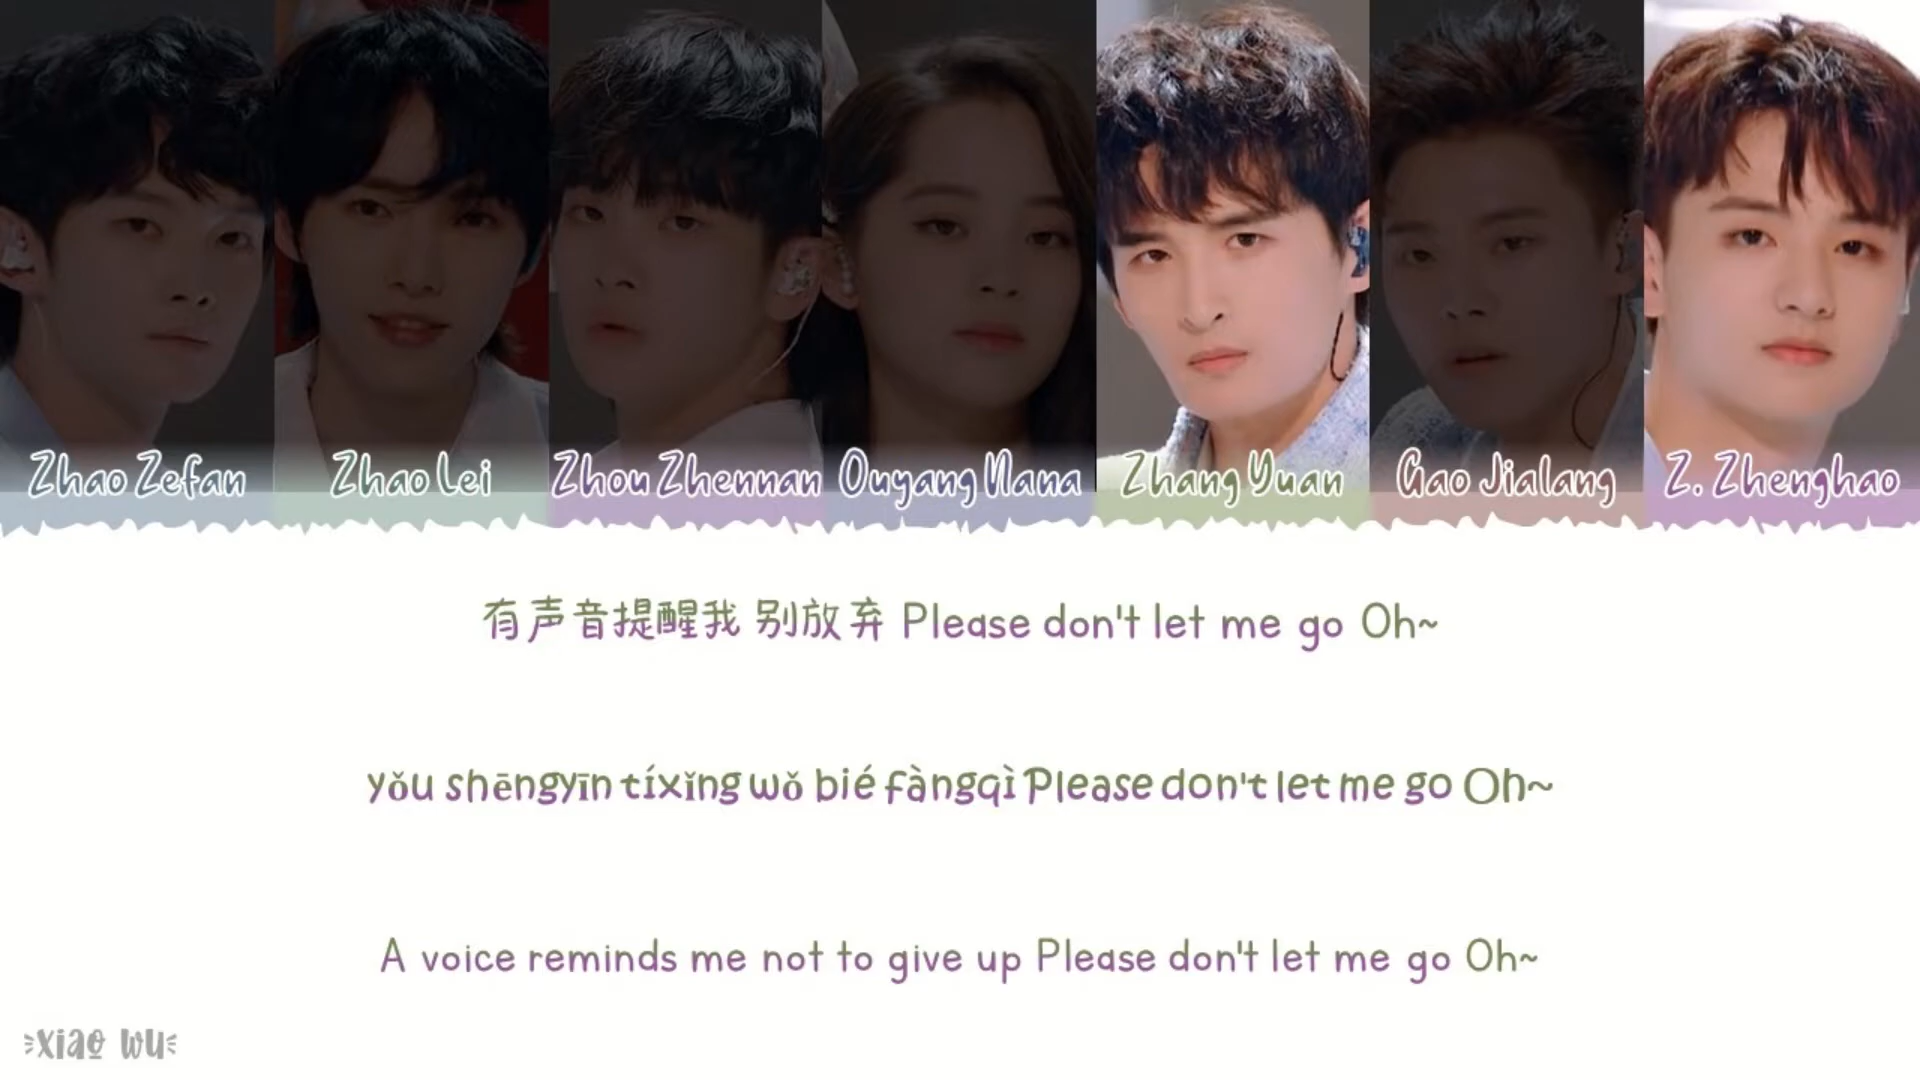 Zhao Zefan Zhao Lei Zhou Zhennan Ouyang Nana Zhang Yuan Gao Jialang Z. Zhenghao
有声音提醒我 别放弃 Please don't let me go Oh~
yǒu shēngyīn tíxǐng wǒ bié fàngqì Please don't let me go Oh~
A voice reminds me not to give up Please don't let me go Oh~
xiao wu